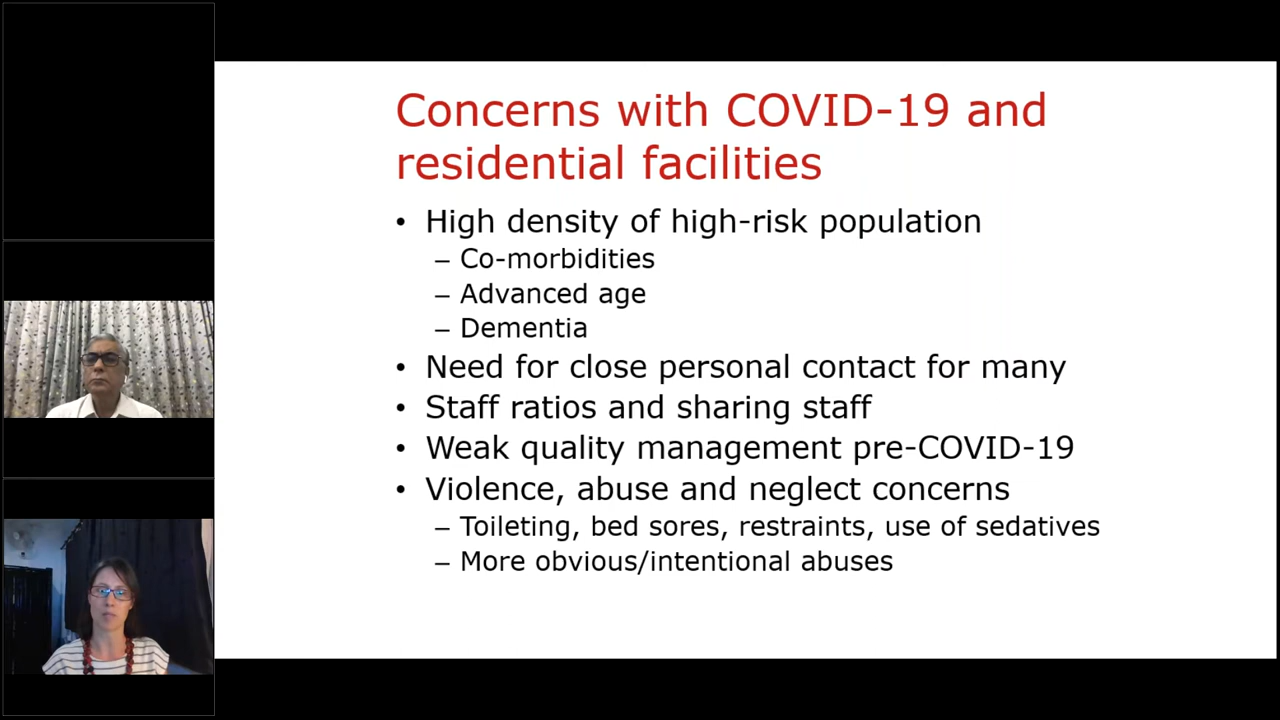 Concerns with COVID-19 and
residential facilities
• High density of high-risk population
– Co-morbidities
– Advanced age
– Dementia
• Need for close personal contact for many
• Staff ratios and sharing staff
• Weak quality management pre-COVID-19
• Violence, abuse and neglect concerns
– Toileting, bed sores, restraints, use of sedatives
– More obvious/intentional abuses